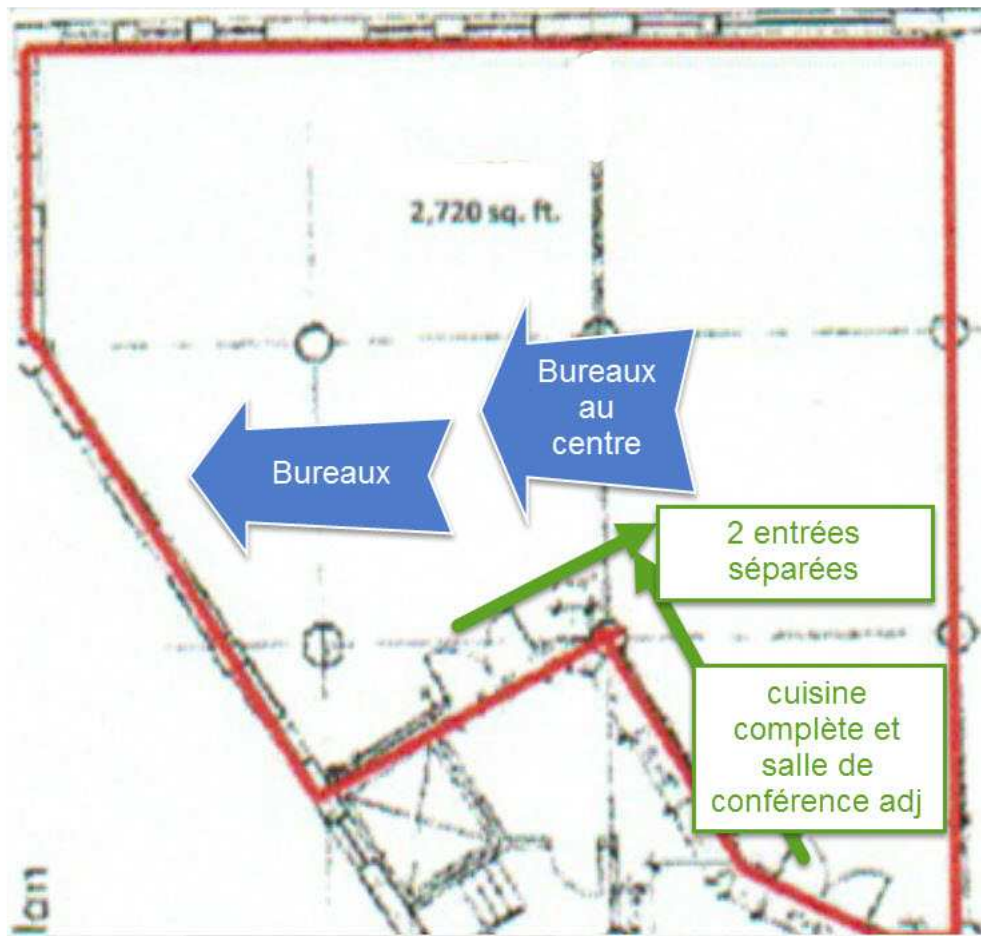 2,720 sq. ft.
Bureaux
au
centre
Bureaux
2 entrées
séparées
cuisine
complète et
salle de
conférence adj
lan